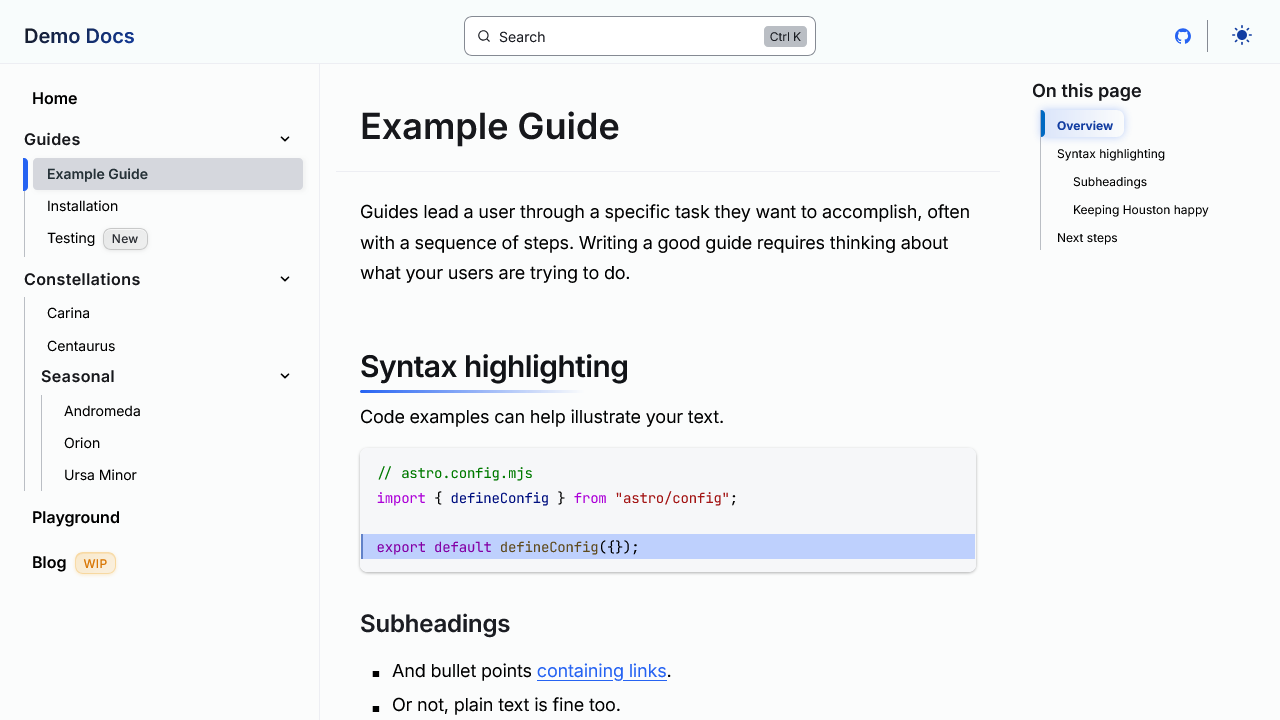 Demo Docs
Search
Ctrl K
Home
Guides
Example Guide
Installation
Testing New
Constellations
Carina
Centaurus
Seasonal
Andromeda
Orion
Ursa Minor
Playground
Blog WIP
Example Guide
Guides lead a user through a specific task they want to accomplish, often
with a sequence of steps. Writing a good guide requires thinking about
what your users are trying to do.
Syntax highlighting
Code examples can help illustrate your text.
// astro.config.mjs
import { defineConfig } from "astro/config";
export default defineConfig({});
Subheadings
And bullet points containing links.
Or not, plain text is fine too.
On this page
Overview
Syntax highlighting
Subheadings
Keeping Houston happy
Next steps